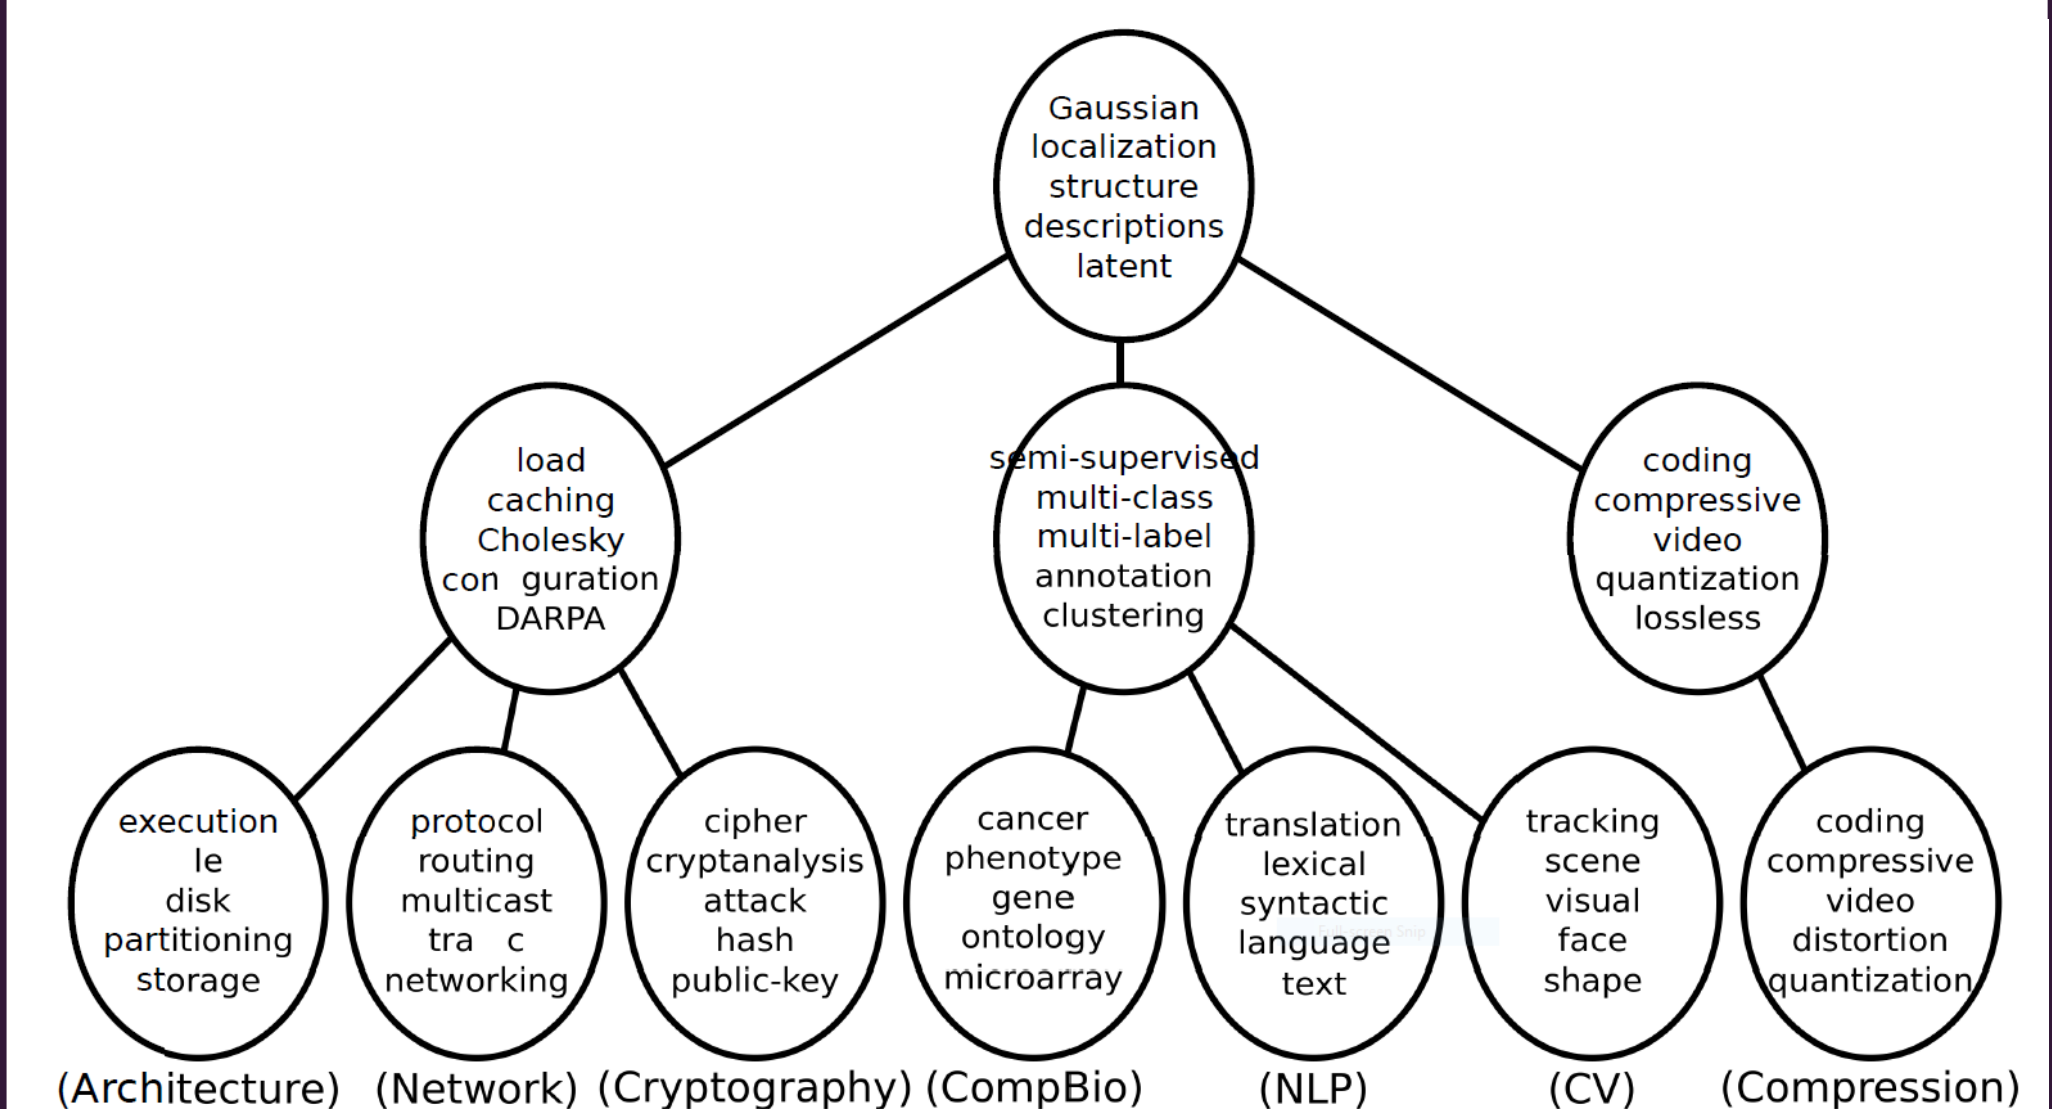 Gaussian
localization
structure
descriptions
latent
load
caching
Cholesky
con guration
DARPA
semi-supervised
multi-class
multi-label
annotation
clustering
coding
compressive
video
quantization
lossless
execution
le
disk
partitioning
storage
(Architecture)
protocol
routing
multicast
tra c
networking
(Network)
cipher
cryptanalysis
attack
hash
public-key
(Cryptography)
cancer
phenotype
gene
ontology
microarray
(CompBio)
translation
lexical
syntactic
language
text
(NLP)
Full-screen Snip
tracking
scene
visual
face
shape
(CV)
coding
compressive
video
distortion
quantization
(Compression)